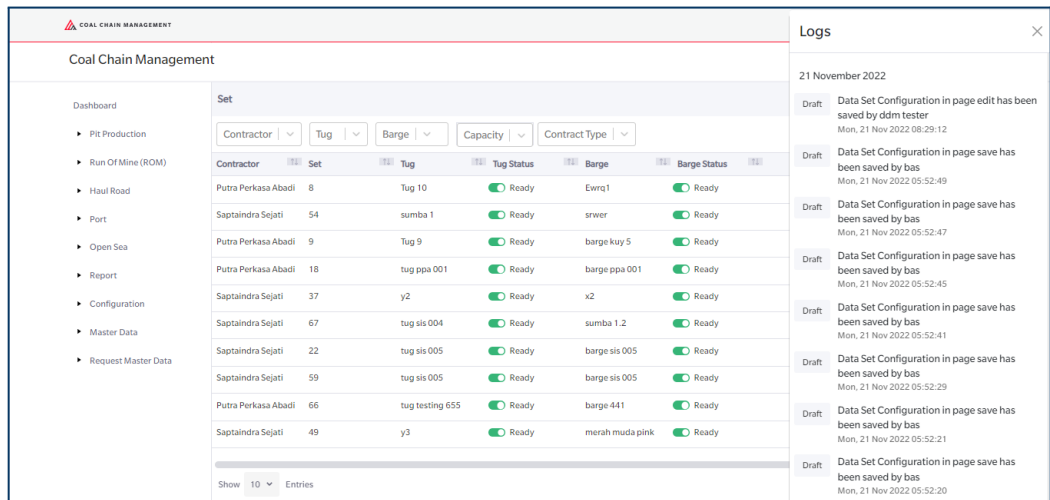 COAL CHAIN MANAGEMENT
Coal Chain Management
Dashboard
Pit Production
Run Of Mine (ROM)
Haul Road
Port
Open Sea
Report
Configuration
Master Data
Request Master Data
Set
Contractor Tug Barge Capacity Contract Type
Contractor Set Tug Tug Status Barge Barge Status
Putra Perkasa Abadi 8 Tug 10 Ready Ewrq1 Ready
Saptaindra Sejati 54 sumba 1 Ready srwer Ready
Putra Perkasa Abadi 9 Tug 9 Ready barge kuy 5 Ready
Putra Perkasa Abadi 18 tug ppa 001 Ready barge ppa 001 Ready
Saptaindra Sejati 37 y2 Ready x2 Ready
Saptaindra Sejati 67 tug sis 004 Ready sumba 1.2 Ready
Saptaindra Sejati 22 tug sis 005 Ready barge sis 005 Ready
Saptaindra Sejati 59 tug sis 005 Ready barge sis 005 Ready
Putra Perkasa Abadi 66 tug testing 655 Ready barge 441 Ready
Saptaindra Sejati 49 y3 Ready merah muda pink Ready
Show 10 Entries
Logs
21 November 2022
Draft Data Set Configuration in page edit has been
saved by ddm tester
Mon, 21 Nov 2022 08:29:12
Draft Data Set Configuration in page save has
been saved by bas
Mon, 21 Nov 2022 05:52:49
Draft Data Set Configuration in page save has
been saved by bas
Mon, 21 Nov 2022 05:52:47
Draft Data Set Configuration in page save has
been saved by bas
Mon, 21 Nov 2022 05:52:45
Draft Data Set Configuration in page save has
been saved by bas
Mon, 21 Nov 2022 05:52:41
Draft Data Set Configuration in page save has
been saved by bas
Mon, 21 Nov 2022 05:52:29
Draft Data Set Configuration in page save has
been saved by bas
Mon, 21 Nov 2022 05:52:21
Draft Data Set Configuration in page save has
been saved by bas
Mon, 21 Nov 2022 05:52:20